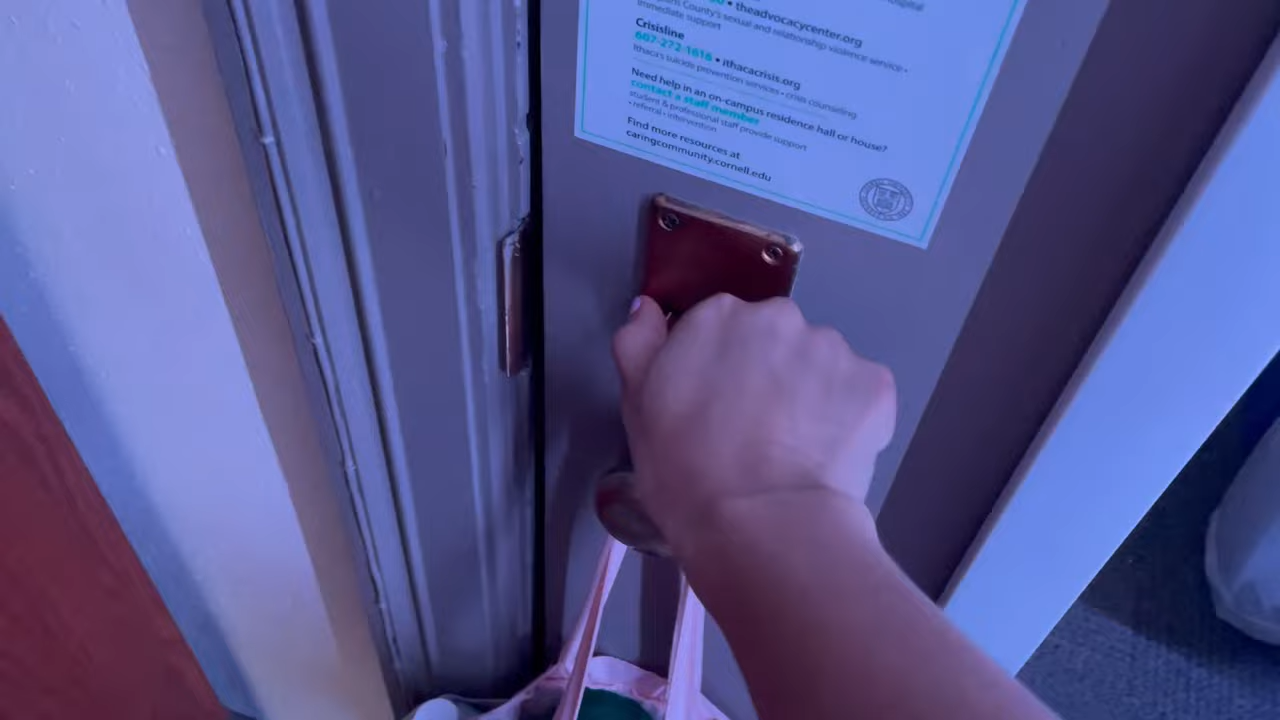 • theadvocacycenter.org
County's sexual and relationship violence service •
immediate support
Crisisline
607-272-1616 • ithacacrisis.org
Ithaca's suicide prevention services • crisis counseling
Need help in an on-campus residence hall or house?
contact a staff member
student & professional staff provide support
• referral • intervention
Find more resources at
caringcommunity.cornell.edu